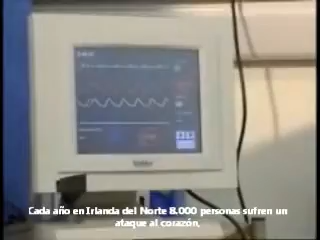 Cada año en Irlanda del Norte 8.000 personas sufren un
ataque al corazón,